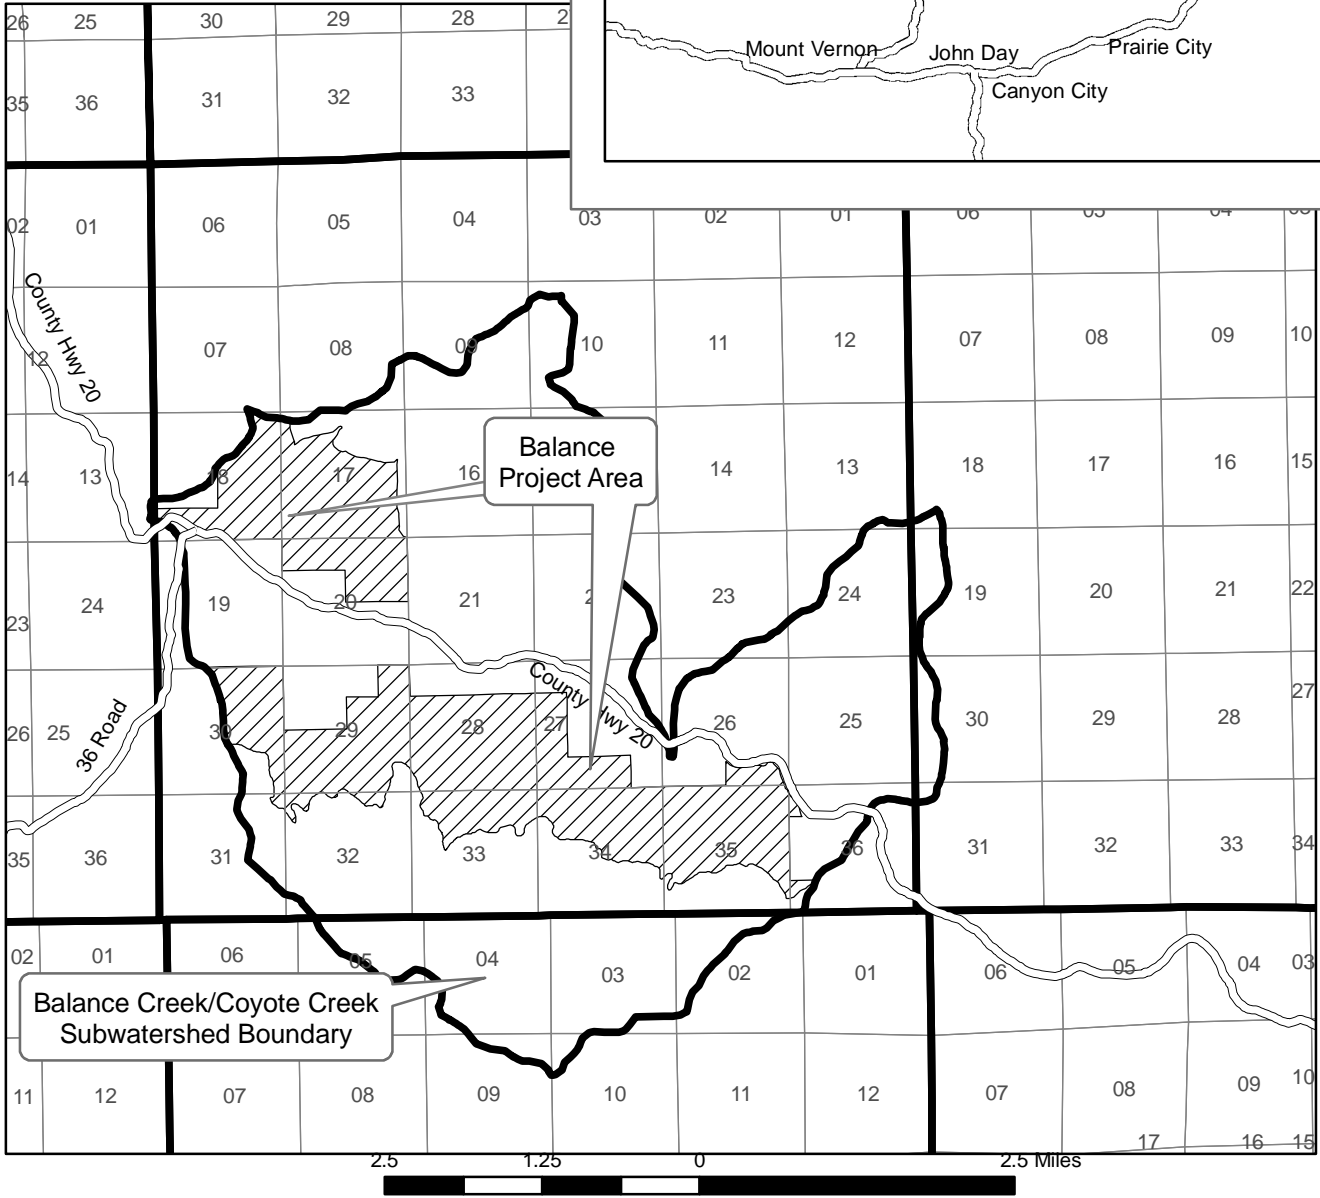 Mount Vernon
John Day
Prairie City
Canyon City
26 25 30 29 28
35 36 31 32 33
02 01 06 05 04 03 02 01 06 05 04
County Hwy 20
12 07 08 09 10 11 12 07 08 09 10
Balance
Project Area
14 13 18 17 16 14 13 18 17 16 15
23 24 19 20 21 23 24 19 20 21 22
County Hwy 20
36 Road
26 25 30 29 28 27 26 25 30 29 28 27
35 36 31 32 33 34 35 36 31 32 33 34
02 01 06 05 04 03 02 01 06 05 04 03
Balance Creek/Coyote Creek
Subwatershed Boundary
11 12 07 08 09 10 11 12 07 08 09 10
17 16 15
2.5 1.25 0 2.5 Miles